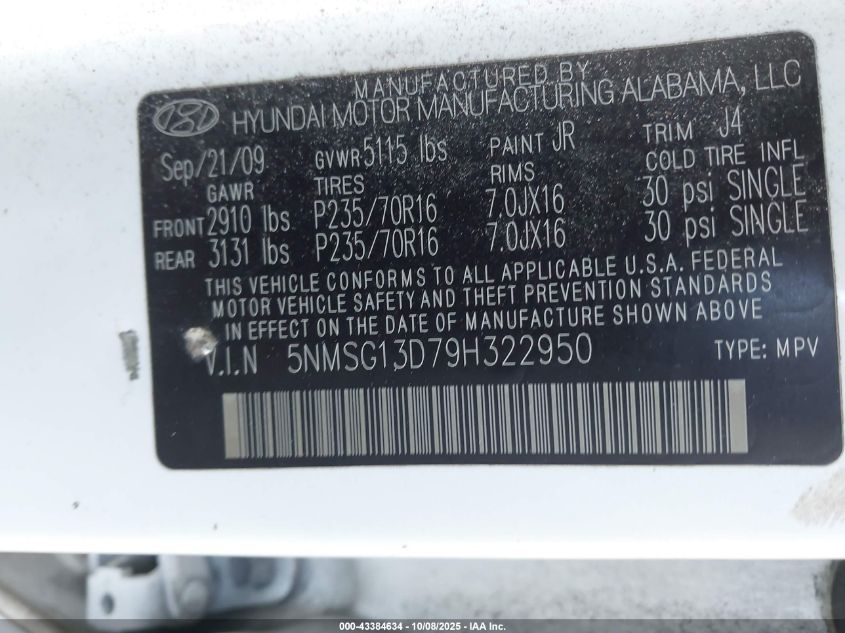 MANUFACTURED BY
HYUNDAI MOTOR MANUFACTURING ALABAMA, LLC
Sep/21/09 GVWR 5115 lbs PAINT JR TRIM J4
GAWR TIRES RIMS COLD TIRE INFL
FRONT 2910 lbs P235/70R16 7.0JX16 30 psi SINGLE
REAR 3131 lbs P235/70R16 7.0JX16 30 psi SINGLE
THIS VEHICLE CONFORMS TO ALL APPLICABLE U.S.A. FEDERAL
MOTOR VEHICLE SAFETY AND THEFT PREVENTION STANDARDS
IN EFFECT ON THE DATE OF MANUFACTURE SHOWN ABOVE
V.I.N 5NMSG13D79H322950 TYPE: MPV
000-43384634 - 10/08/2025 - IAA Inc.